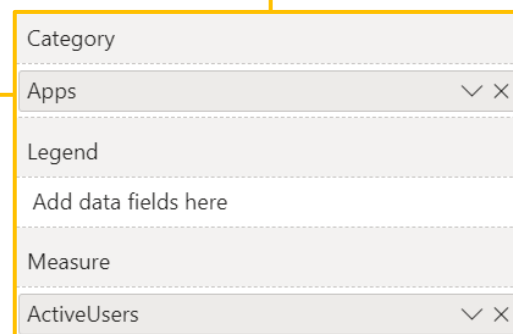 Category
Apps
Legend
Add data fields here
Measure
ActiveUsers